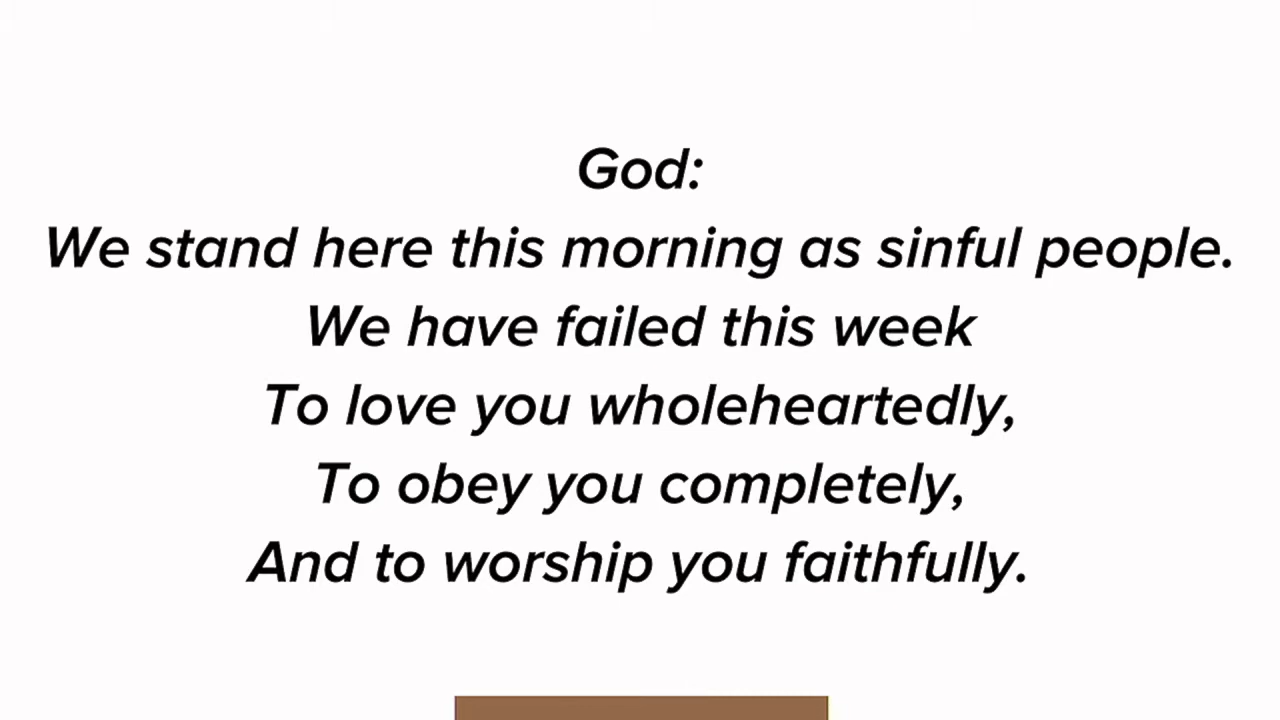 God:
We stand here this morning as sinful people.
We have failed this week
To love you wholeheartedly,
To obey you completely,
And to worship you faithfully.